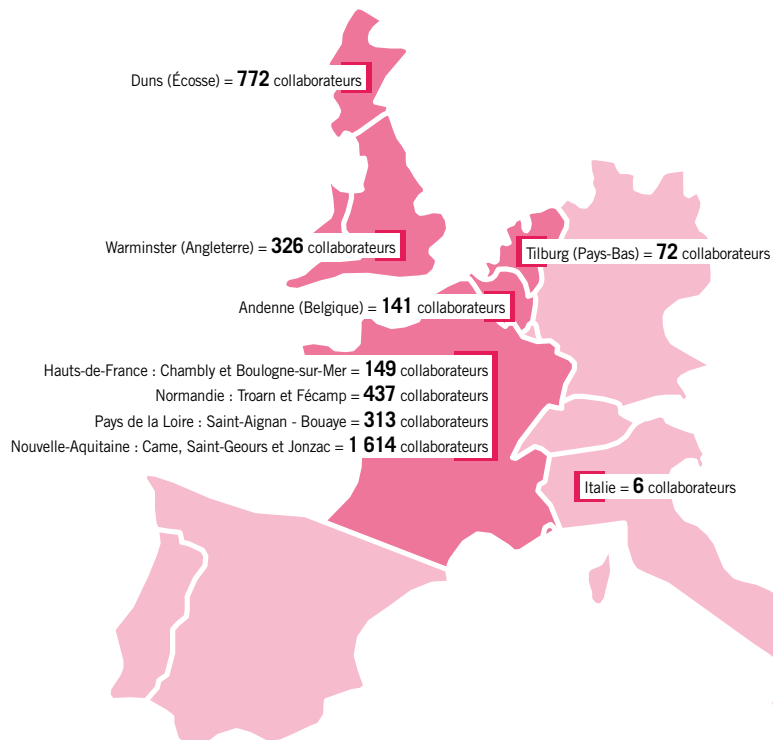 Duns (Écosse) = 772 collaborateurs
Warminster (Angleterre) = 326 collaborateurs
Tilburg (Pays-Bas) = 72 collaborateurs
Andenne (Belgique) = 141 collaborateurs
Hauts-de-France : Chambly et Boulogne-sur-Mer = 149 collaborateurs
Normandie : Troarn et Fécamp = 437 collaborateurs
Pays de la Loire : Saint-Aignan - Bouaye = 313 collaborateurs
Nouvelle-Aquitaine : Came, Saint-Geours et Jonzac = 1 614 collaborateurs
Italie = 6 collaborateurs